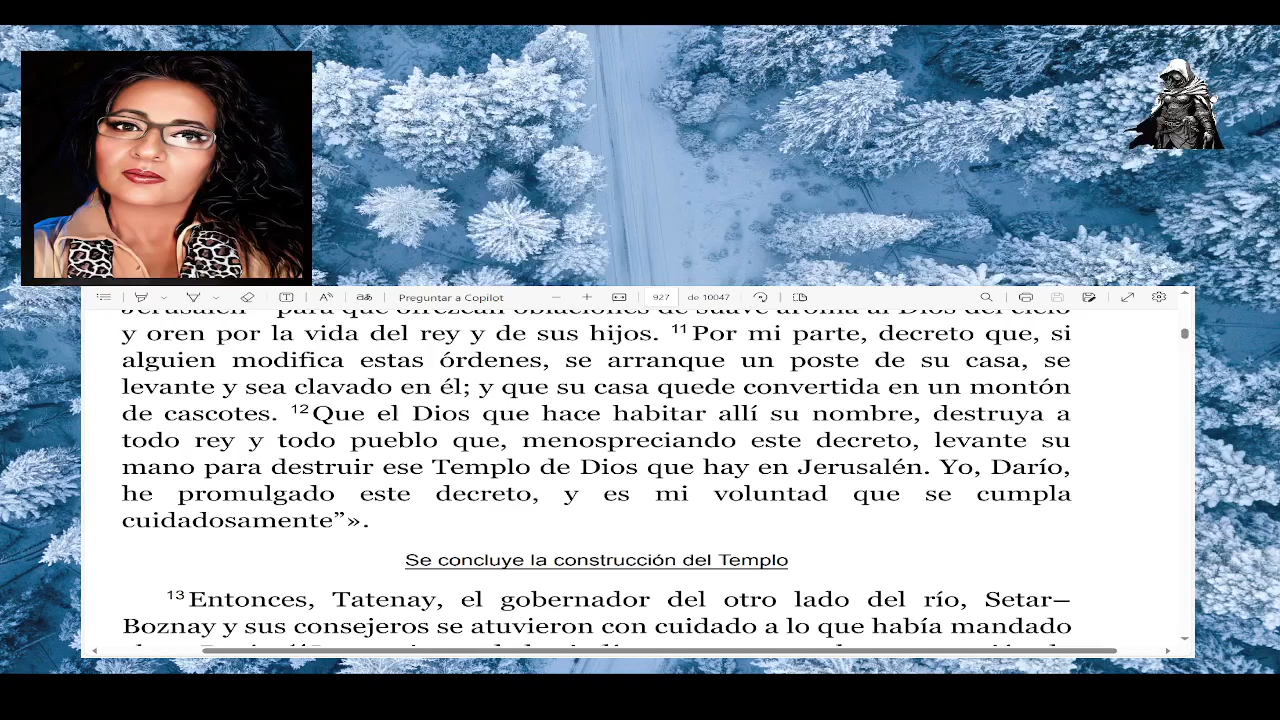 Preguntar a Copilot
927
de 10047
y oren por la vida del rey y de sus hijos. ¹¹Por mi parte, decreto que, si
alguien modifica estas órdenes, se arranque un poste de su casa, se
levante y sea clavado en él; y que su casa quede convertida en un montón
de cascotes. ¹²Que el Dios que hace habitar allí su nombre, destruya a
todo rey y todo pueblo que, menospreciando este decreto, levante su
mano para destruir ese Templo de Dios que hay en Jerusalén. Yo, Darío,
he promulgado este decreto, y es mi voluntad que se cumpla
cuidadosamente”».
Se concluye la construcción del Templo
¹³Entonces, Tatenay, el gobernador del otro lado del río, Setar–
Boznay y sus consejeros se atuvieron con cuidado a lo que había mandado